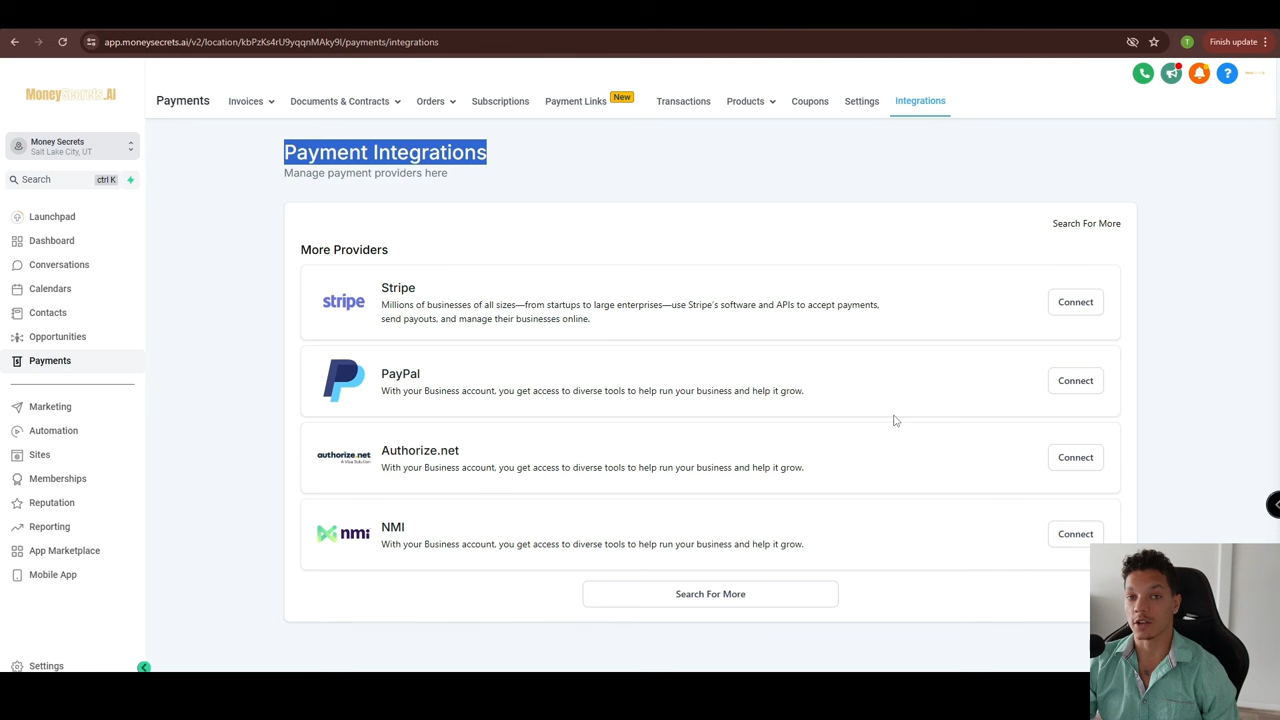 app.moneysecrets.ai/v2/location/kbPzKs4rU9yqqnMAky9l/payments/integrations
T
Finish update
MoneySecrets.AI
Payments
Invoices
Documents & Contracts
Orders
Subscriptions
Payment Links
New
Transactions
Products
Coupons
Settings
Integrations
Money Secrets
Salt Lake City, UT
Search
ctrl K
Launchpad
Dashboard
Conversations
Calendars
Contacts
Opportunities
Payments
Marketing
Automation
Sites
Memberships
Reputation
Reporting
App Marketplace
Mobile App
Settings
Payment Integrations
Manage payment providers here
Search For More
More Providers
stripe
Stripe
Millions of businesses of all sizes—from startups to large enterprises—use Stripe's software and APIs to accept payments,
send payouts, and manage their businesses online.
Connect
PayPal
With your Business account, you get access to diverse tools to help run your business and help it grow.
Connect
authorize.net
A Visa Solution
Authorize.net
With your Business account, you get access to diverse tools to help run your business and help it grow.
Connect
nmi
NMI
With your Business account, you get access to diverse tools to help run your business and help it grow.
Connect
Search For More